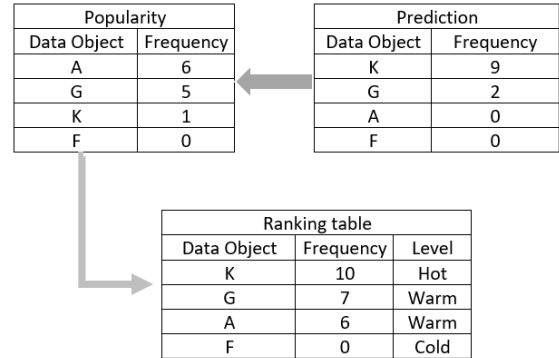 Popularity
Data Object Frequency
A 6
G 5
K 1
F 0
Prediction
Data Object Frequency
K 9
G 2
A 0
F 0
Ranking table
Data Object Frequency Level
K 10 Hot
G 7 Warm
A 6 Warm
F 0 Cold